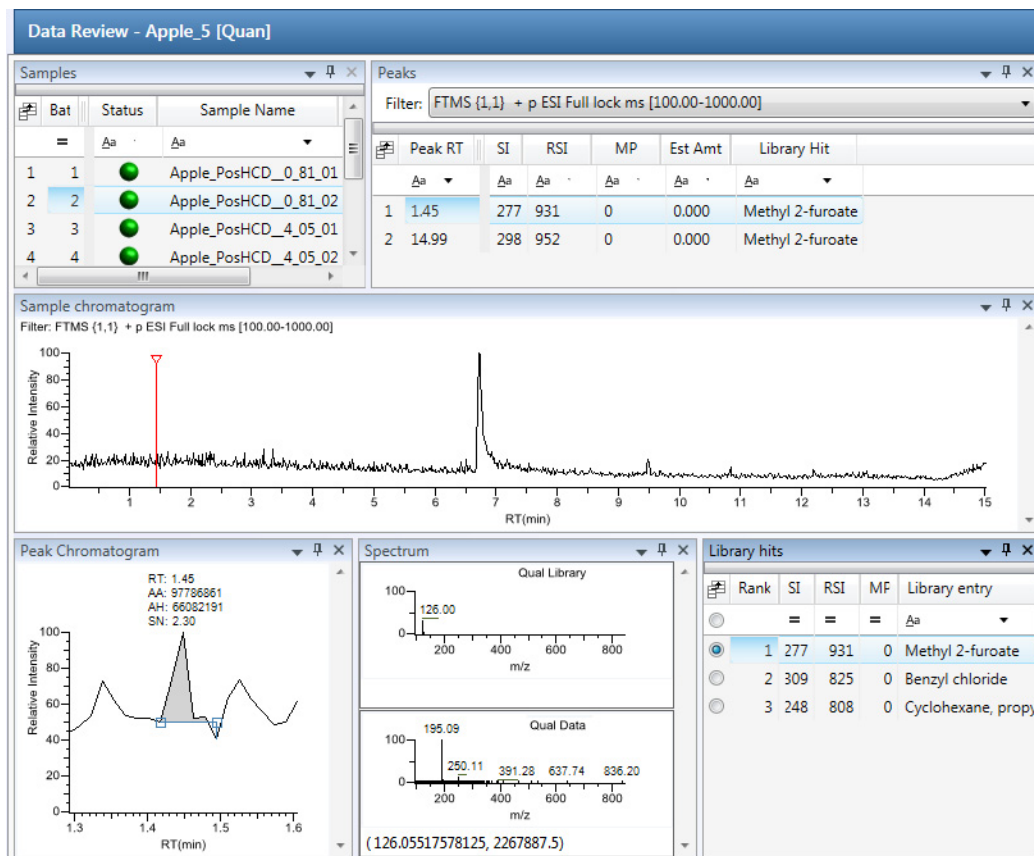 Data Review - Apple_5 [Quan]
Samples
Bat Status Sample Name
= Aa Aa
1 1 Apple_PosHCD__0_81_01
2 2 Apple_PosHCD__0_81_02
3 3 Apple_PosHCD__4_05_01
4 4 Apple_PosHCD__4_05_02
Peaks
Filter: FTMS {1,1} + p ESI Full lock ms [100.00-1000.00]
Peak RT SI RSI MP Est Amt Library Hit
Aa Aa Aa Aa Aa Aa
1 1.45 277 931 0 0.000 Methyl 2-furoate
2 14.99 298 952 0 0.000 Methyl 2-furoate
Sample chromatogram
Filter: FTMS {1,1} + p ESI Full lock ms [100.00-1000.00]
Relative Intensity
100
80
60
40
20
0
1 2 3 4 5 6 7 8 9 10 11 12 13 14 15
RT(min)
Peak Chromatogram
RT: 1.45
AA: 97786861
AH: 66082191
SN: 2.30
Relative Intensity
100
80
60
40
20
0
1.3 1.4 1.5 1.6
RT(min)
Spectrum
Qual Library
100
126.00
0
200 400 600 800
m/z
Qual Data
195.09
100
250.11 391.28 637.74 836.20
0
200 400 600 800
m/z
(126.05517578125, 2267887.5)
Library hits
Rank SI RSI MF Library entry
= = = Aa
1 277 931 0 Methyl 2-furoate
2 309 825 0 Benzyl chloride
3 248 808 0 Cyclohexane, propy